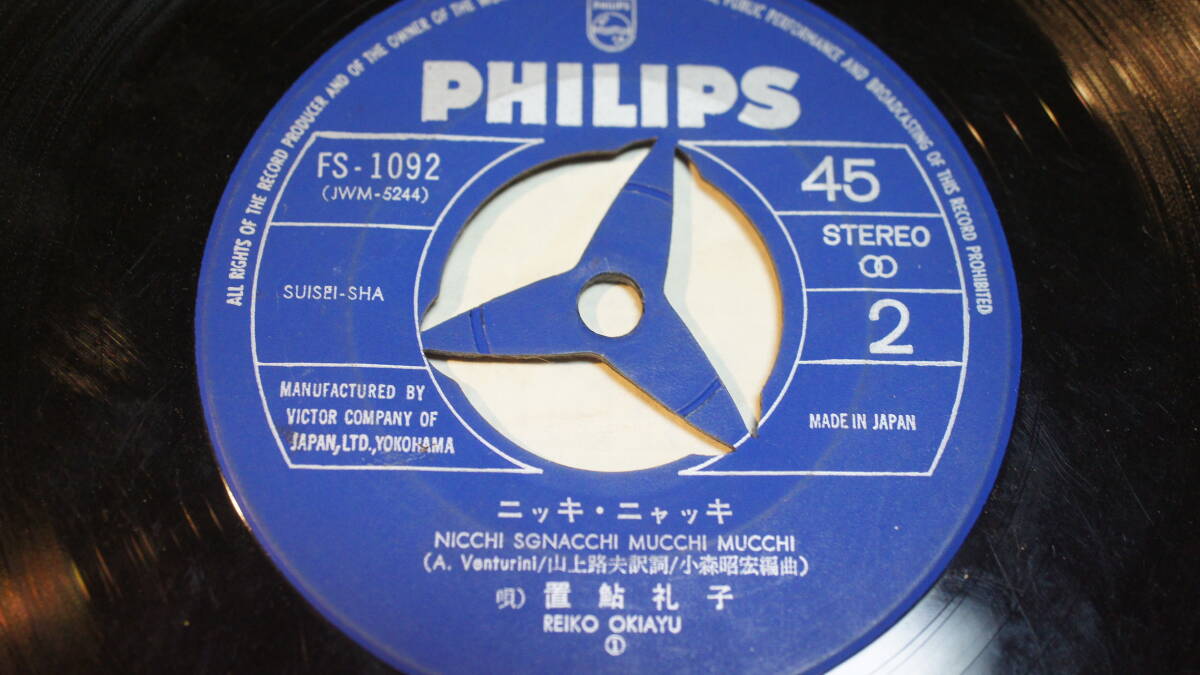 PHILIPS
ALL RIGHTS OF THE RECORD PRODUCER AND OF THE OWNER OF THE
PUBLIC PERFORMANCE AND BROADCASTING OF THIS RECORD PROHIBITED
PHILIPS
FS-1092
(JWM-5244)
SUISEI-SHA
MANUFACTURED BY
VICTOR COMPANY OF
JAPAN,LTD.,YOKOHAMA
45
STEREO
2
MADE IN JAPAN
ニッキ・ニャッキ
NICCHI SGNACCHI MUCCHI MUCCHI
(A. Venturini/山上路夫訳詞/小森昭宏編曲)
唄) 置鮎礼子
REIKO OKIAYU
①